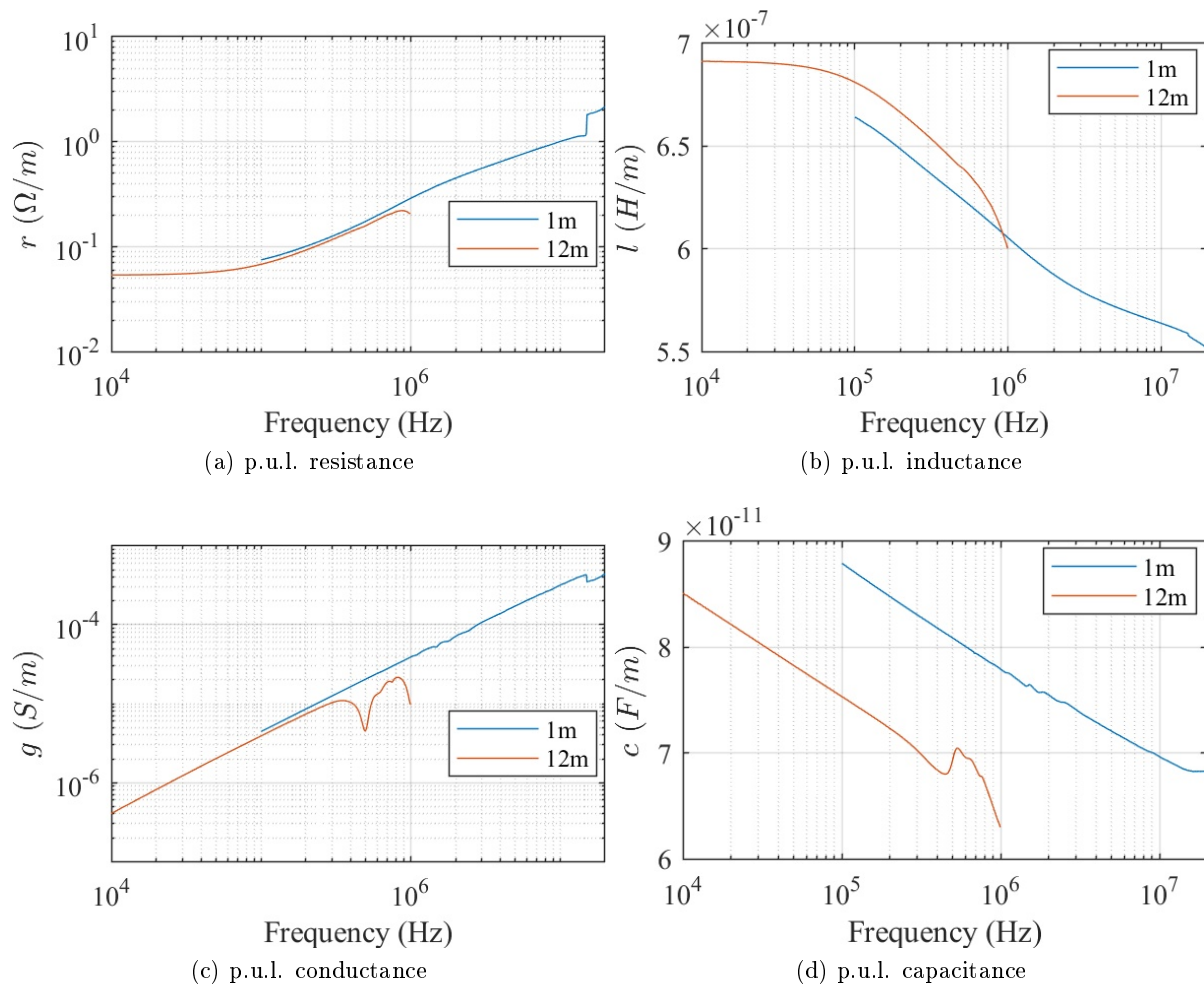 10^1
10^0
10^-1
10^-2
r (Ω/m)
1m
12m
10^4
10^6
Frequency (Hz)
(a) p.u.l. resistance
×10^-7
7
6.5
6
5.5
l (H/m)
1m
12m
10^4
10^5
10^6
10^7
Frequency (Hz)
(b) p.u.l. inductance
10^-4
10^-6
g (S/m)
1m
12m
10^4
10^6
Frequency (Hz)
(c) p.u.l. conductance
×10^-11
9
8
7
6
c (F/m)
1m
12m
10^4
10^5
10^6
10^7
Frequency (Hz)
(d) p.u.l. capacitance